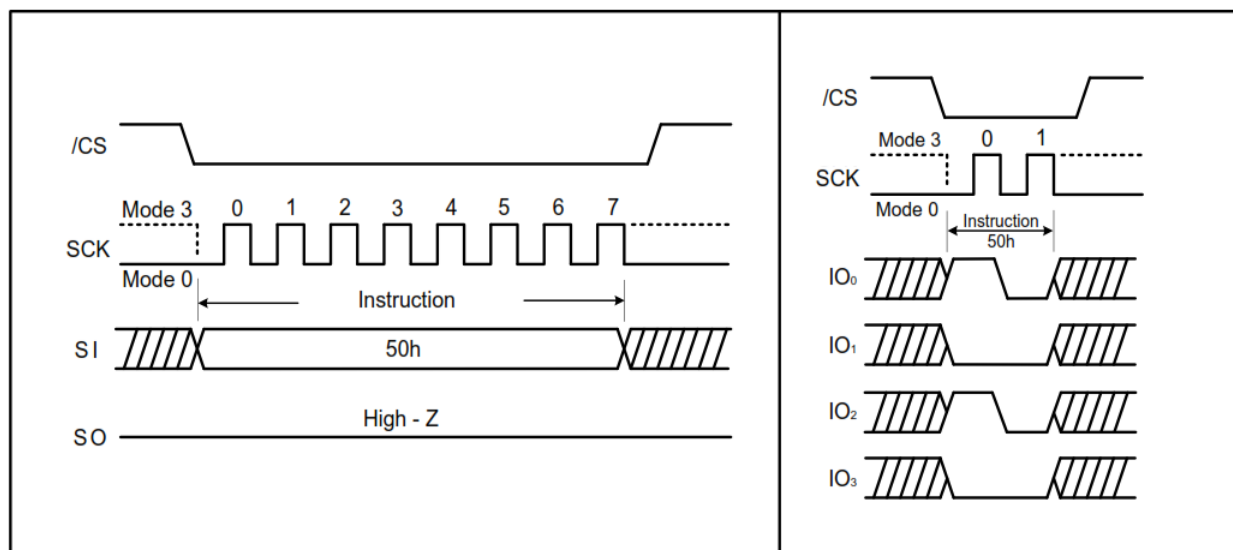 /CS
Mode 3 0 1 2 3 4 5 6 7
SCK
Mode 0
Instruction
SI 50h
High - Z
SO
/CS
Mode 3 0 1
SCK
Mode 0
Instruction
50h
IO₀
IO₁
IO₂
IO₃